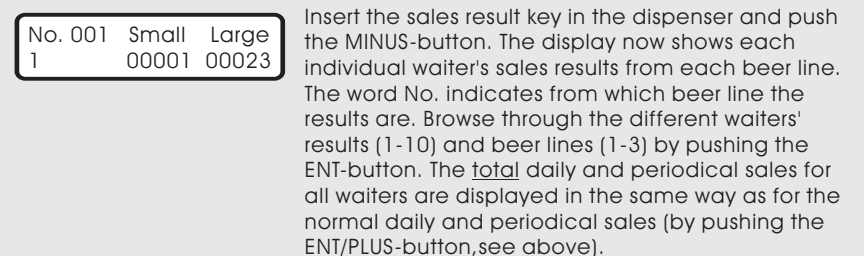 No. 001 Small Large
1 00001 00023
Insert the sales result key in the dispenser and push
the MINUS-button. The display now shows each
individual waiter's sales results from each beer line.
The word No. indicates from which beer line the
results are. Browse through the different waiters'
results (1-10) and beer lines (1-3) by pushing the
ENT-button. The total daily and periodical sales for
all waiters are displayed in the same way as for the
normal daily and periodical sales (by pushing the
ENT/PLUS-button,see above).